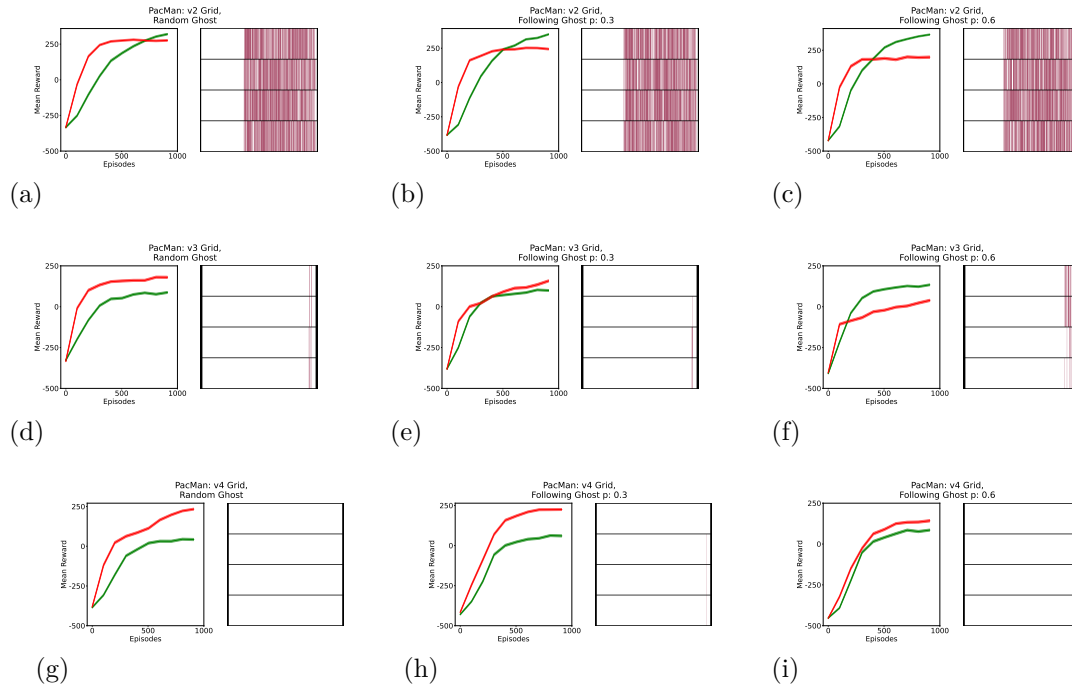 PacMan: v2 Grid,
Random Ghost
250
0
-250
-500
Mean Reward
0
500
1000
Episodes
(a)
PacMan: v2 Grid,
Following Ghost p: 0.3
250
0
-250
-500
Mean Reward
0
500
1000
Episodes
(b)
PacMan: v2 Grid,
Following Ghost p: 0.6
250
0
-250
-500
Mean Reward
0
500
1000
Episodes
(c)
PacMan: v3 Grid,
Random Ghost
250
0
-250
-500
Mean Reward
0
500
1000
Episodes
(d)
PacMan: v3 Grid,
Following Ghost p: 0.3
250
0
-250
-500
Mean Reward
0
500
1000
Episodes
(e)
PacMan: v3 Grid,
Following Ghost p: 0.6
250
0
-250
-500
Mean Reward
0
500
1000
Episodes
(f)
PacMan: v4 Grid,
Random Ghost
250
0
-250
-500
Mean Reward
0
500
1000
Episodes
(g)
PacMan: v4 Grid,
Following Ghost p: 0.3
250
0
-250
-500
Mean Reward
0
500
1000
Episodes
(h)
PacMan: v4 Grid,
Following Ghost p: 0.6
250
0
-250
-500
Mean Reward
0
500
1000
Episodes
(i)